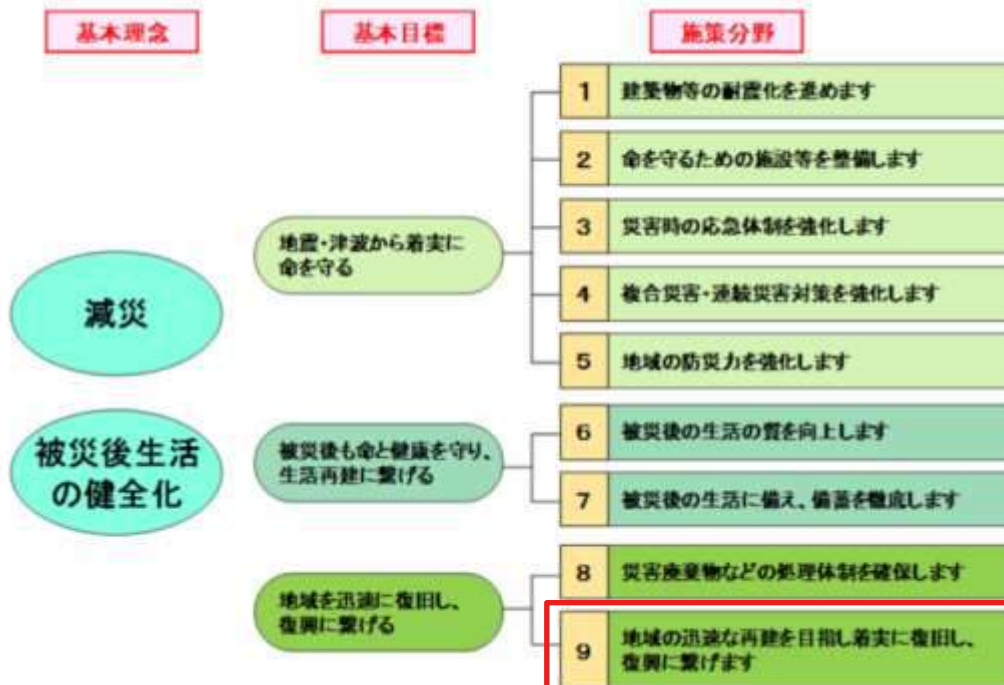 基本理念
基本目標
施策分野
減災
被災後生活
の健全化
地震・津波から着実に
命を守る
1 建築物等の耐震化を進めます
2 命を守るための施設等を整備します
3 災害時の応急体制を強化します
4 複合災害・連続災害対策を強化します
5 地域の防災力を強化します
被災後も命と健康を守り、
生活再建に繋げる
6 被災後の生活の質を向上します
7 被災後の生活に備え、備蓄を徹底します
地域を迅速に復旧し、
復興に繋げる
8 災害廃棄物などの処理体制を確保します
9 地域の迅速な再建を目指し着実に復旧し、
復興に繋げます